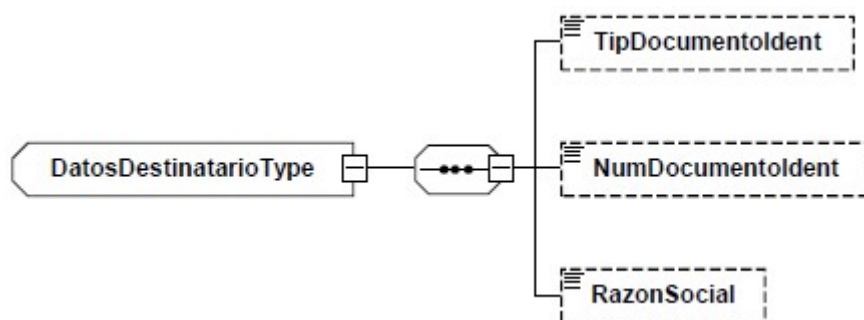 TipDocumentoIdent
DatosDestinatarioType
NumDocumentoIdent
RazonSocial